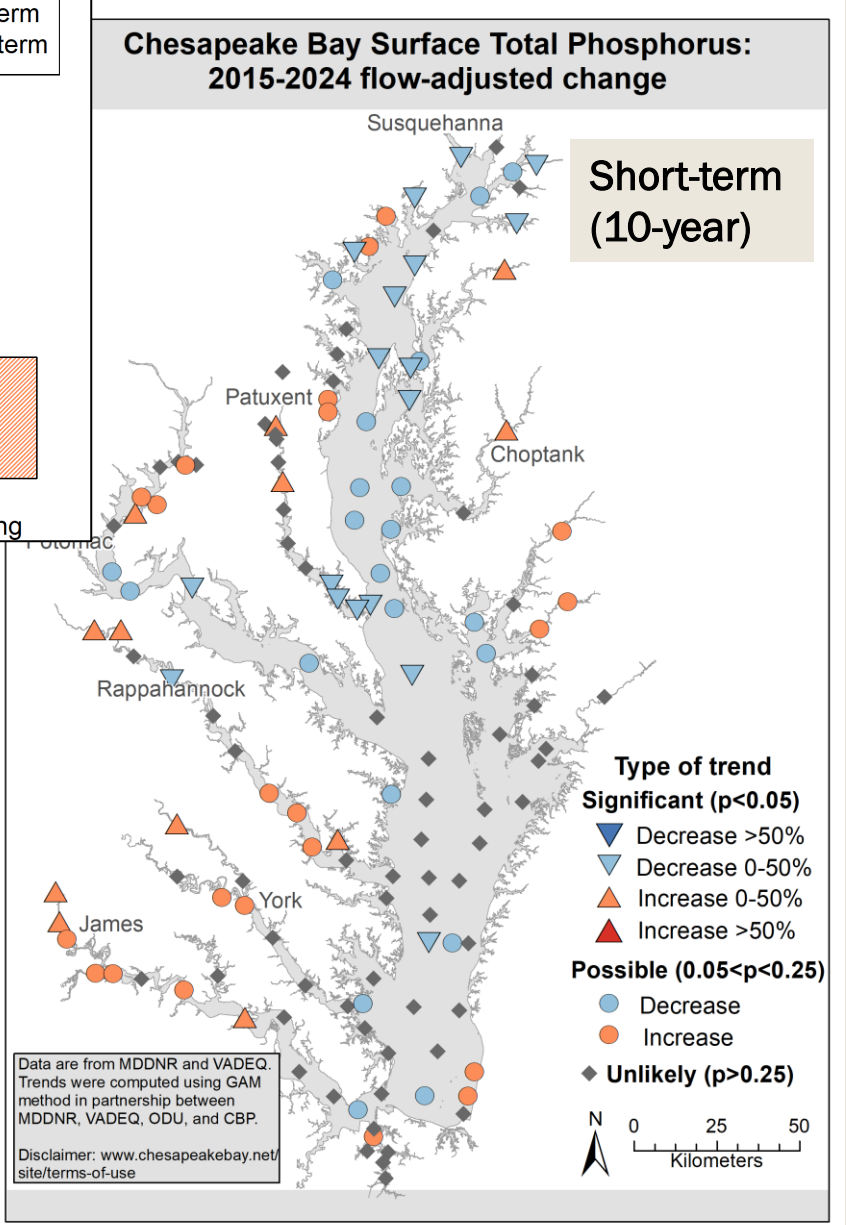 erm
term
ng
Chesapeake Bay Surface Total Phosphorus:
2015-2024 flow-adjusted change
Short-term
(10-year)
Susquehanna
Patuxent
Choptank
Potomac
Rappahannock
York
James
Type of trend
Significant (p<0.05)
Decrease >50%
Decrease 0-50%
Increase 0-50%
Increase >50%
Possible (0.05<p<0.25)
Decrease
Increase
Unlikely (p>0.25)
N
0 25 50
Kilometers
Data are from MDDNR and VADEQ.
Trends were computed using GAM
method in partnership between
MDDNR, VADEQ, ODU, and CBP.
Disclaimer: www.chesapeakebay.net/
site/terms-of-use